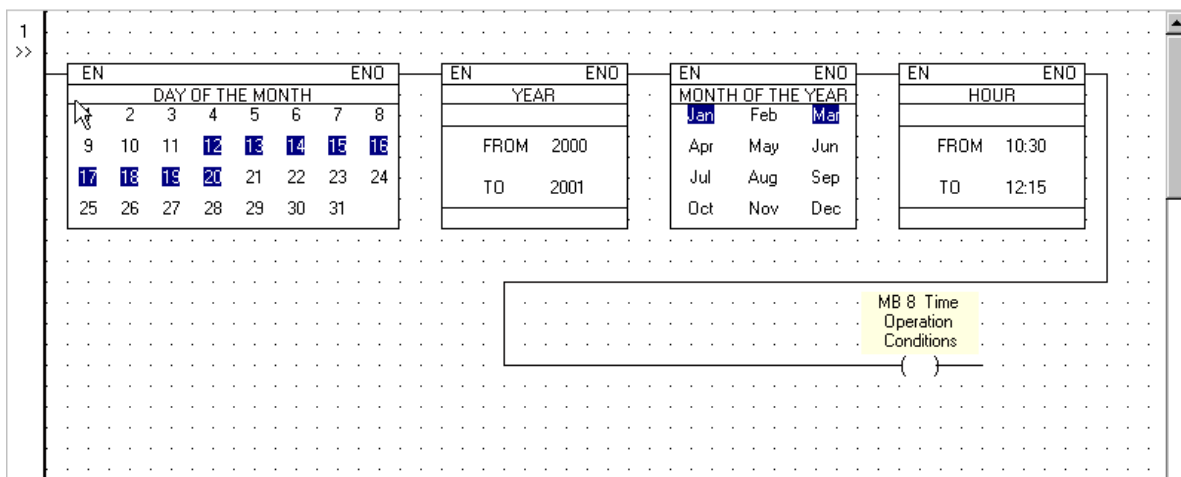 1
>>
EN ENO
DAY OF THE MONTH
2 3 4 5 6 7 8
9 10 11 12 13 14 15 16
17 18 19 20 21 22 23 24
25 26 27 28 29 30 31
EN ENO
YEAR
FROM 2000
TO 2001
EN ENO
MONTH OF THE YEAR
Jan Feb Mar
Apr May Jun
Jul Aug Sep
Oct Nov Dec
EN ENO
HOUR
FROM 10:30
TO 12:15
MB 8 Time
Operation
Conditions